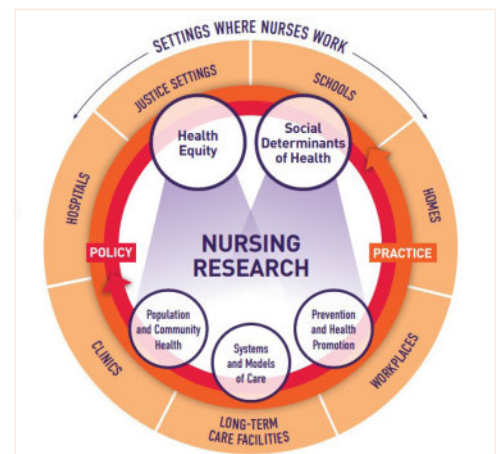 SETTINGS WHERE NURSES WORK
JUSTICE SETTINGS
SCHOOLS
HOSPITALS
HOMES
Health
Equity
Social
Determinants
of Health
NURSING
RESEARCH
POLICY
PRACTICE
Population
and Community
Health
Systems
and Models
of Care
Prevention
and Health
Promotion
CLINICS
WORKPLACES
LONG-TERM
CARE FACILITIES